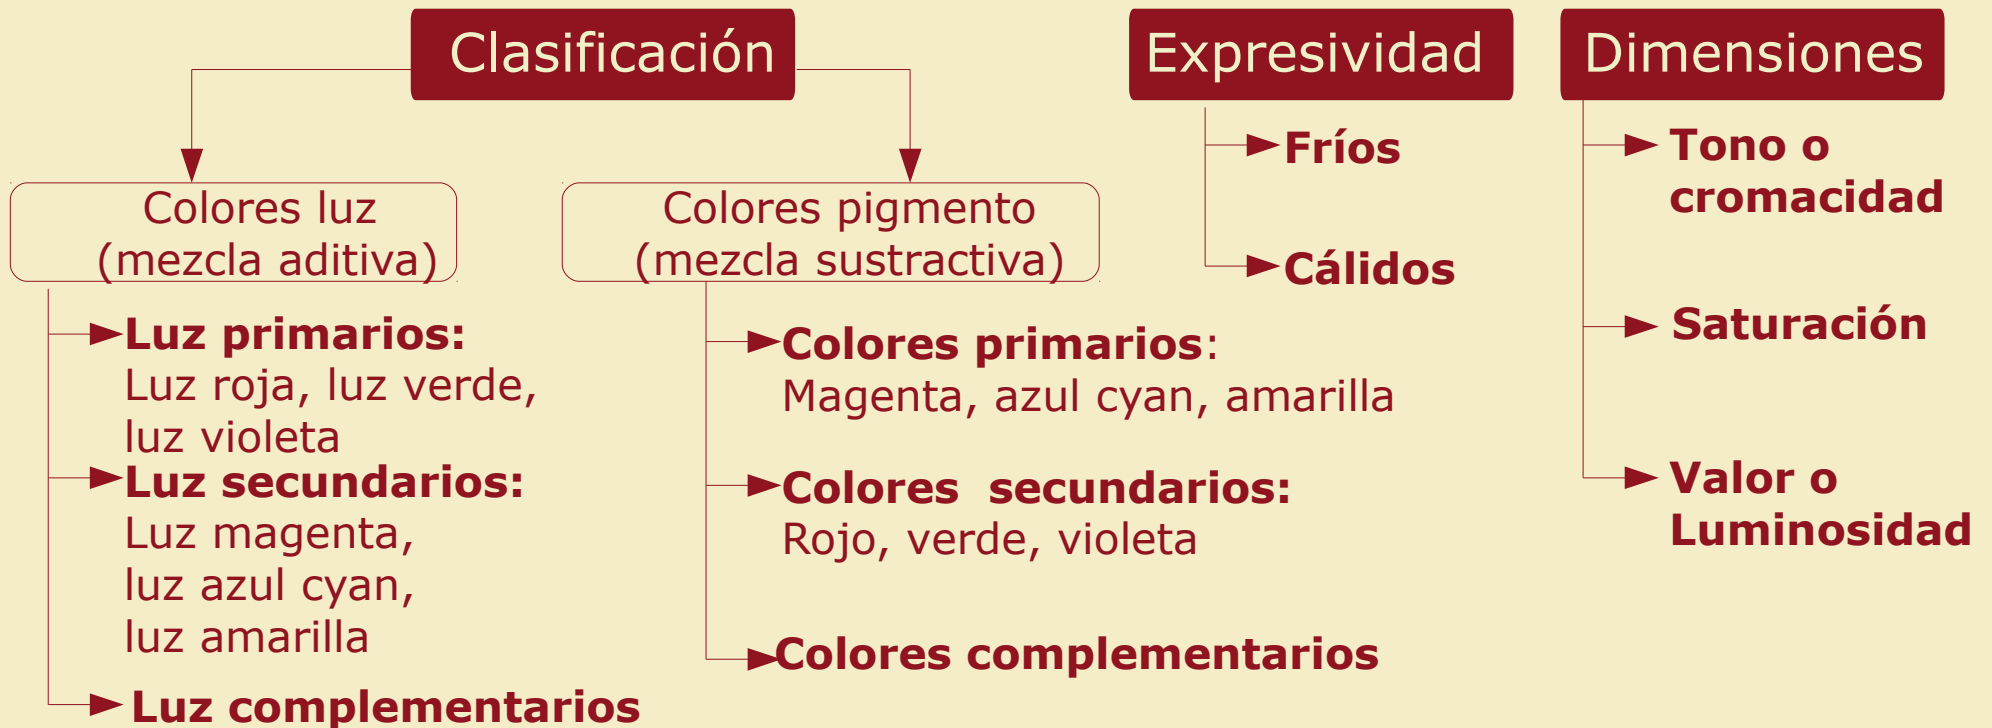 Clasificación
Colores luz
(mezcla aditiva)
Luz primarios:
Luz roja, luz verde,
luz violeta
Luz secundarios:
Luz magenta,
luz azul cyan,
luz amarilla
Luz complementarios
Colores pigmento
(mezcla sustractiva)
Colores primarios:
Magenta, azul cyan, amarilla
Colores secundarios:
Rojo, verde, violeta
Colores complementarios
Expresividad
Fríos
Cálidos
Dimensiones
Tono o
cromacidad
Saturación
Valor o
Luminosidad